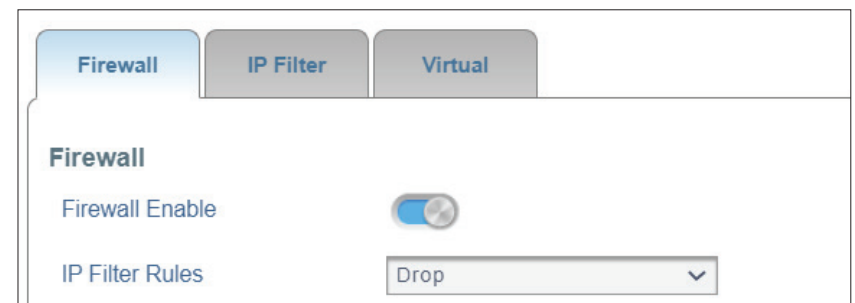 Firewall IP Filter Virtual
Firewall
Firewall Enable
IP Filter Rules Drop